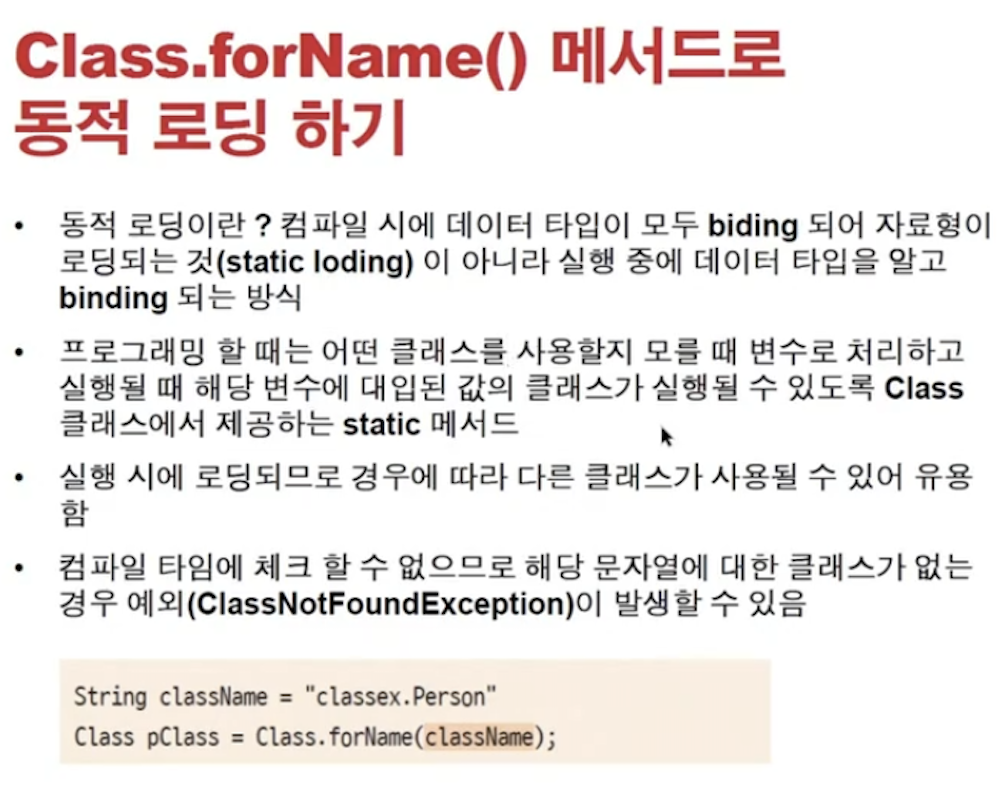 Class.forName() 메서드로
동적 로딩 하기
• 동적 로딩이란 ? 컴파일 시에 데이터 타입이 모두 biding 되어 자료형이
로딩되는 것(static loding) 이 아니라 실행 중에 데이터 타입을 알고
binding 되는 방식
• 프로그래밍 할 때는 어떤 클래스를 사용할지 모를 때 변수로 처리하고
실행될 때 해당 변수에 대입된 값의 클래스가 실행될 수 있도록 Class
클래스에서 제공하는 static 메서드
• 실행 시에 로딩되므로 경우에 따라 다른 클래스가 사용될 수 있어 유용
함
• 컴파일 타임에 체크 할 수 없으므로 해당 문자열에 대한 클래스가 없는
경우 예외(ClassNotFoundException)이 발생할 수 있음
String className = "classex.Person"
Class pClass = Class.forName(className);